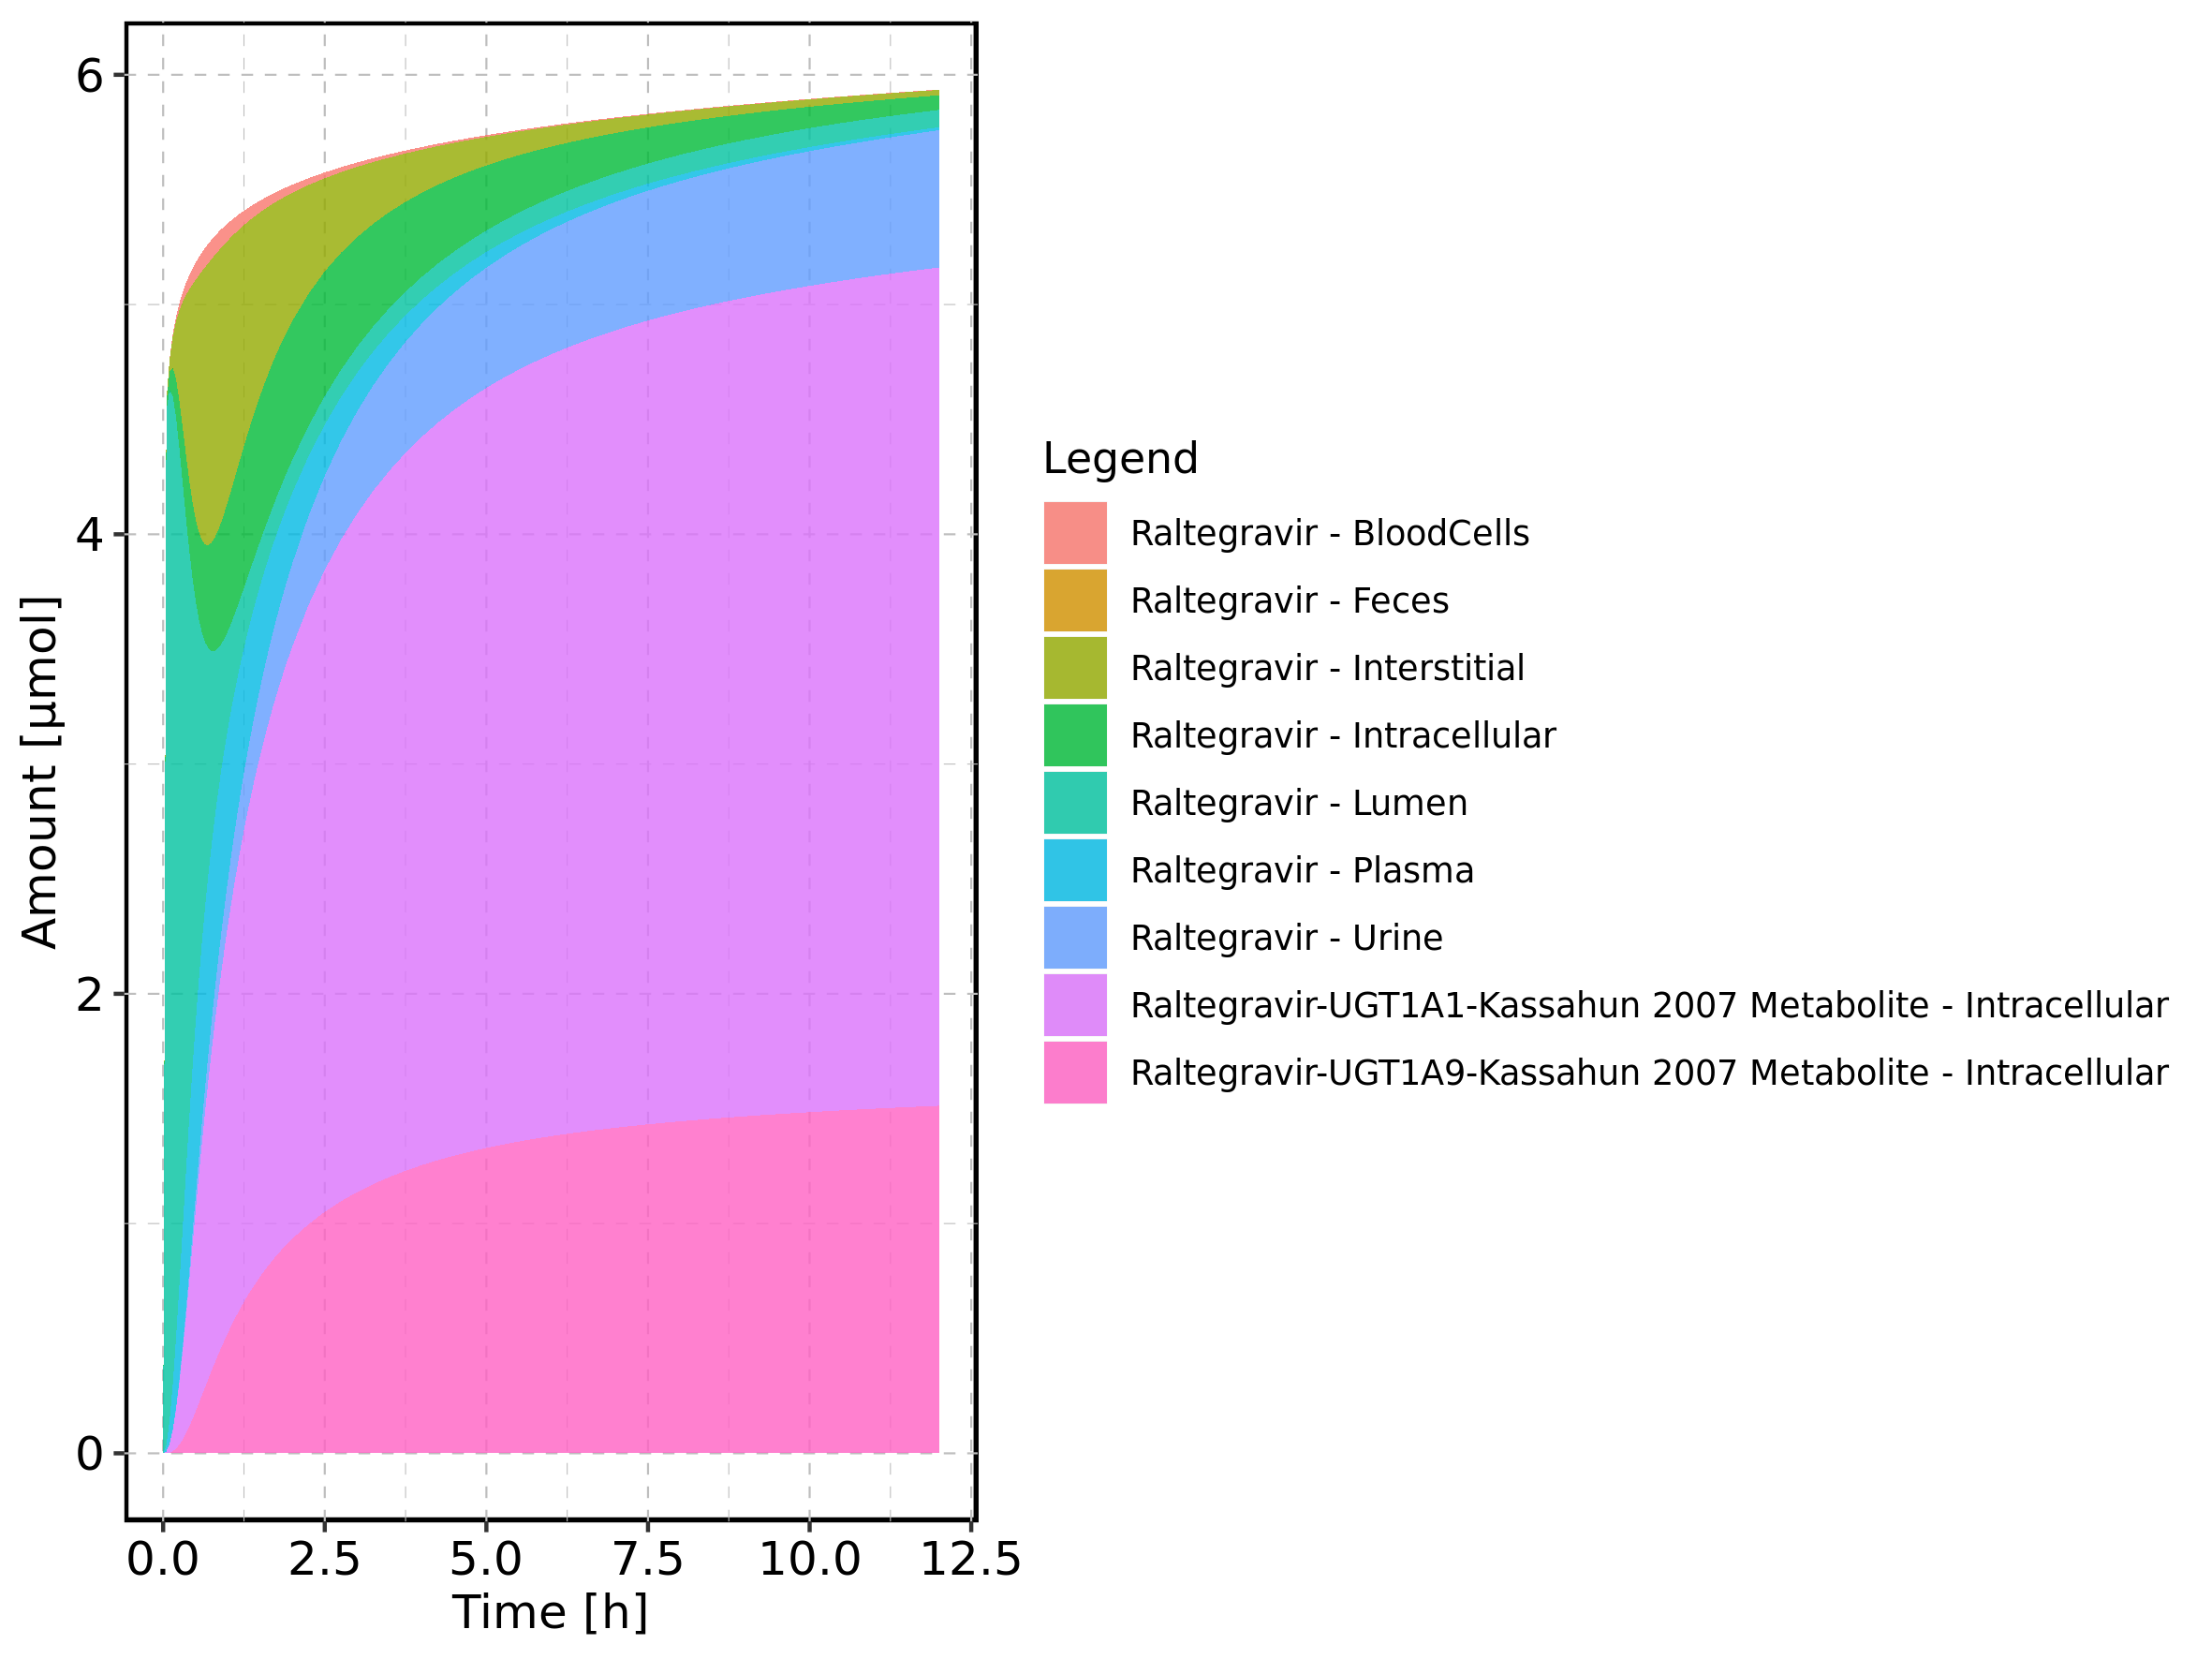 6
4
2
0
Amount [µmol]
0.0 2.5 5.0 7.5 10.0 12.5
Time [h]
Legend
Raltegravir - BloodCells
Raltegravir - Feces
Raltegravir - Interstitial
Raltegravir - Intracellular
Raltegravir - Lumen
Raltegravir - Plasma
Raltegravir - Urine
Raltegravir-UGT1A1-Kassahun 2007 Metabolite - Intracellular
Raltegravir-UGT1A9-Kassahun 2007 Metabolite - Intracellular